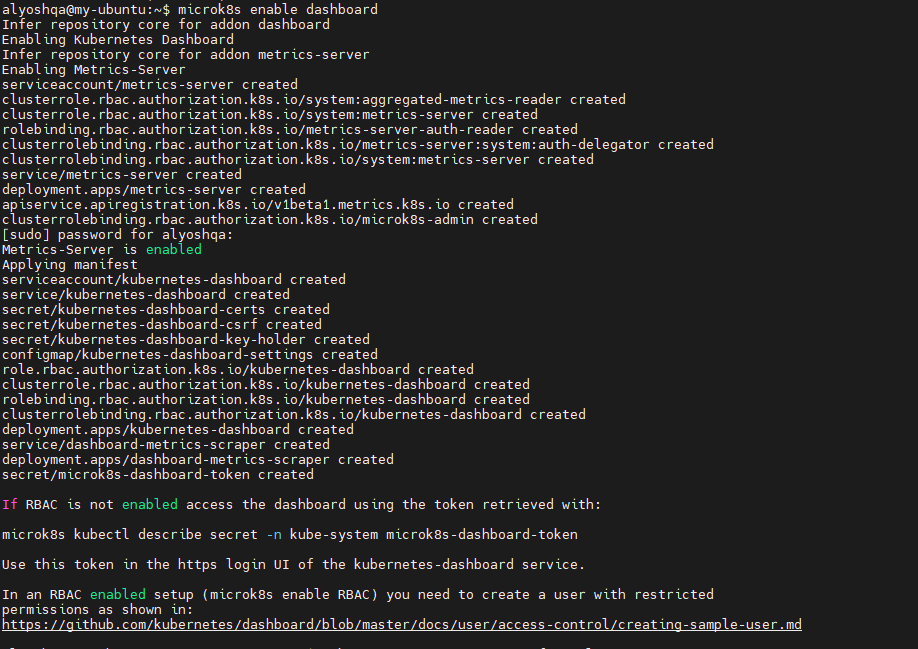 alyoshqa@my-ubuntu:~$ microk8s enable dashboard
Infer repository core for addon dashboard
Enabling Kubernetes Dashboard
Infer repository core for addon metrics-server
Enabling Metrics-Server
serviceaccount/metrics-server created
clusterrole.rbac.authorization.k8s.io/system:aggregated-metrics-reader created
clusterrole.rbac.authorization.k8s.io/system:metrics-server created
rolebinding.rbac.authorization.k8s.io/metrics-server-auth-reader created
clusterrolebinding.rbac.authorization.k8s.io/metrics-server:system:auth-delegator created
clusterrolebinding.rbac.authorization.k8s.io/system:metrics-server created
service/metrics-server created
deployment.apps/metrics-server created
apiservice.apiregistration.k8s.io/v1beta1.metrics.k8s.io created
clusterrolebinding.rbac.authorization.k8s.io/microk8s-admin created
[sudo] password for alyoshqa:
Metrics-Server is enabled
Applying manifest
serviceaccount/kubernetes-dashboard created
service/kubernetes-dashboard created
secret/kubernetes-dashboard-certs created
secret/kubernetes-dashboard-csrf created
secret/kubernetes-dashboard-key-holder created
configmap/kubernetes-dashboard-settings created
role.rbac.authorization.k8s.io/kubernetes-dashboard created
clusterrole.rbac.authorization.k8s.io/kubernetes-dashboard created
rolebinding.rbac.authorization.k8s.io/kubernetes-dashboard created
clusterrolebinding.rbac.authorization.k8s.io/kubernetes-dashboard created
deployment.apps/kubernetes-dashboard created
service/dashboard-metrics-scraper created
deployment.apps/dashboard-metrics-scraper created
secret/microk8s-dashboard-token created
If RBAC is not enabled access the dashboard using the token retrieved with:
microk8s kubectl describe secret -n kube-system microk8s-dashboard-token
Use this token in the https login UI of the kubernetes-dashboard service.
In an RBAC enabled setup (microk8s enable RBAC) you need to create a user with restricted
permissions as shown in:
https://github.com/kubernetes/dashboard/blob/master/docs/user/access-control/creating-sample-user.md